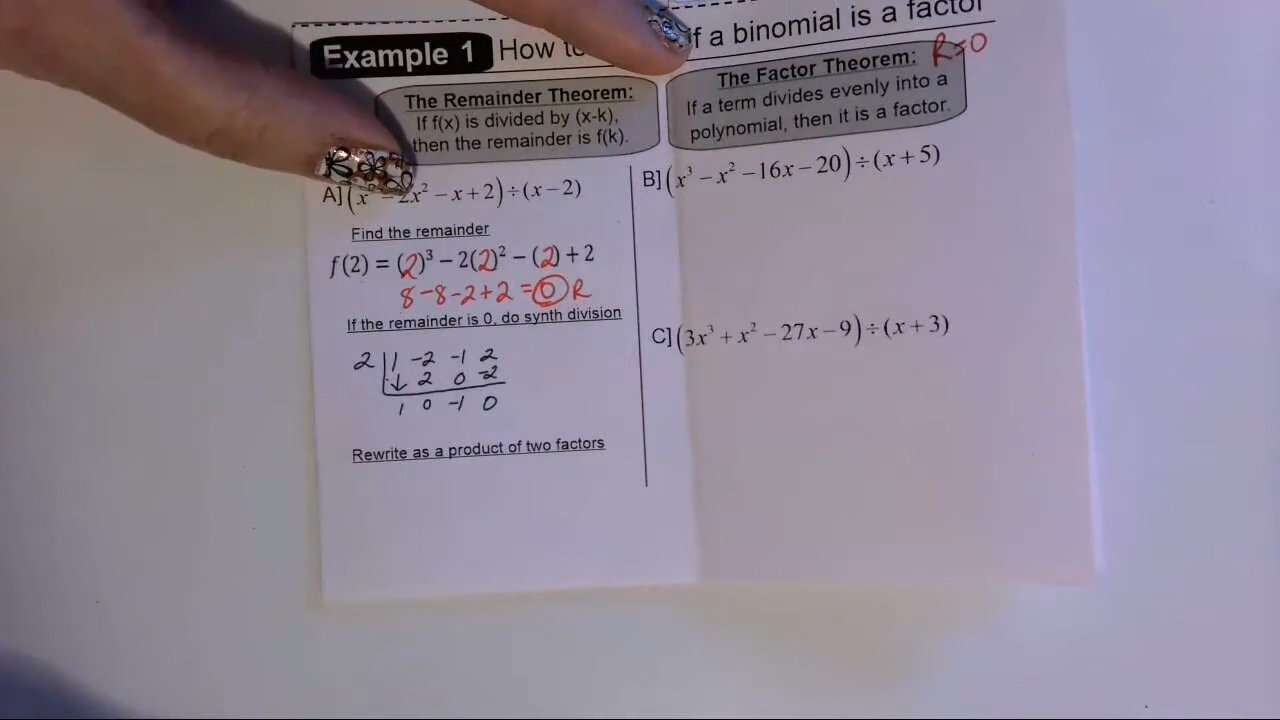 Example 1 How to if a binomial is a factor
The Remainder Theorem:
If f(x) is divided by (x-k),
then the remainder is f(k).
The Factor Theorem: R=0
If a term divides evenly into a
polynomial, then it is a factor.
A] (x - 2x² - x + 2) ÷ (x - 2)
Find the remainder
f(2) = (2)³ - 2(2)² - (2) + 2
8 - 8 - 2 + 2 = 0 R
If the remainder is 0, do synth division
2 1 -2 -1 2
↓ 2 0 -2
1 0 -1 0
Rewrite as a product of two factors
B] (x³ - x² - 16x - 20) ÷ (x + 5)
C] (3x³ + x² - 27x - 9) ÷ (x + 3)